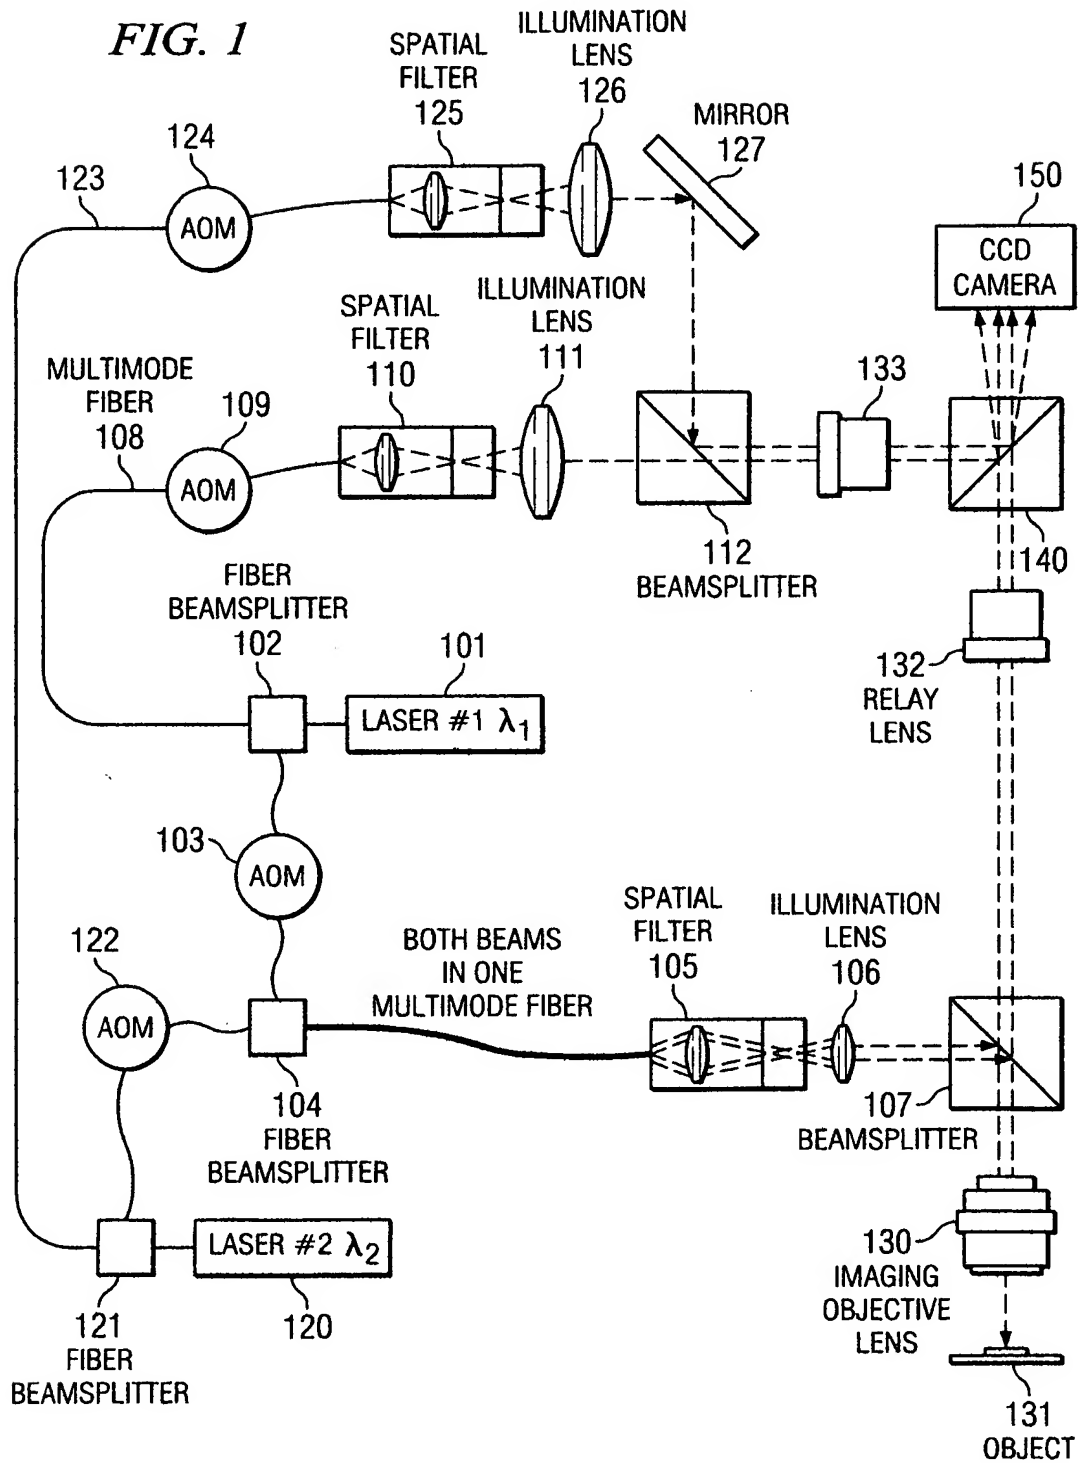 FIG. 1
SPATIAL
FILTER
125
ILLUMINATION
LENS
126
MIRROR
127
124
123
AOM
150
CCD
CAMERA
SPATIAL
FILTER
110
ILLUMINATION
LENS
111
MULTIMODE
FIBER
108
109
AOM
133
112
BEAMSPLITTER
140
FIBER
BEAMSPLITTER
102
101
LASER #1 λ1
132
RELAY
LENS
103
AOM
SPATIAL
FILTER
105
ILLUMINATION
LENS
106
122
AOM
BOTH BEAMS
IN ONE
MULTIMODE FIBER
104
FIBER
BEAMSPLITTER
107
BEAMSPLITTER
LASER #2 λ2
121
FIBER
BEAMSPLITTER
120
130
IMAGING
OBJECTIVE
LENS
131
OBJECT